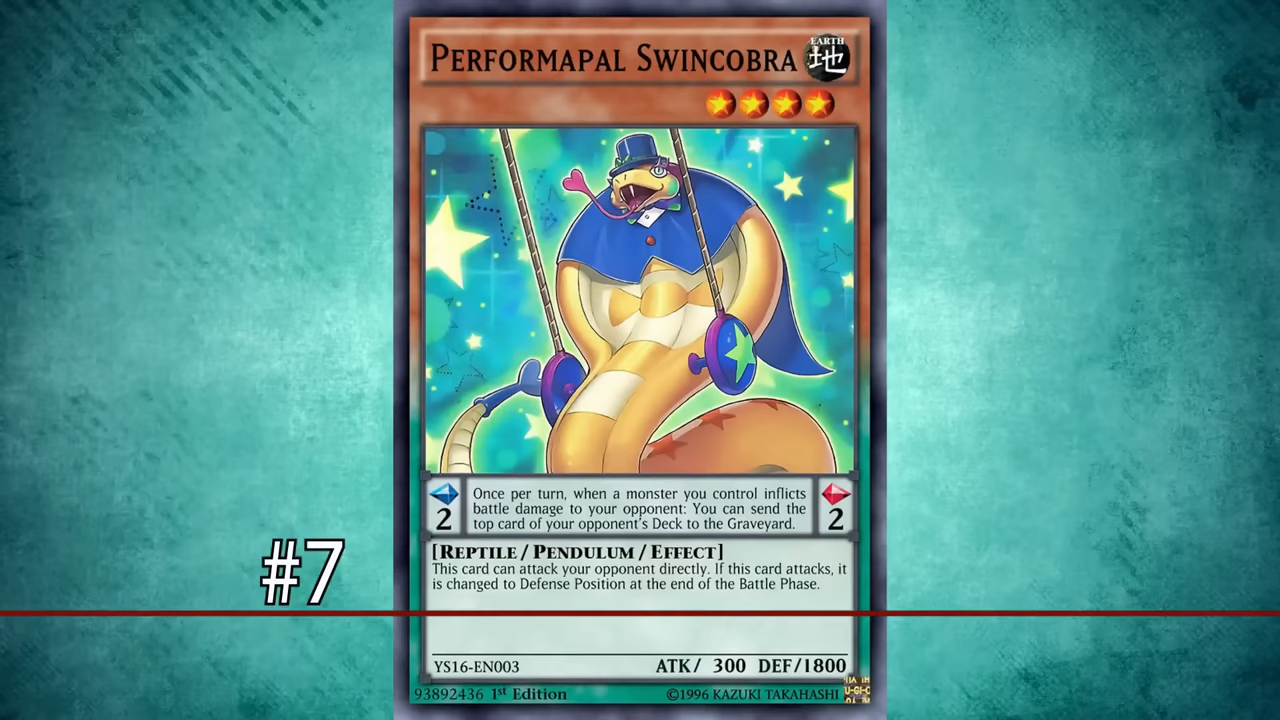 PERFORMAPAL SWINCOBRA
EARTH
地
2
Once per turn, when a monster you control inflicts
battle damage to your opponent: You can send the
top card of your opponent's Deck to the Graveyard.
2
[REPTILE / PENDULUM / EFFECT]
This card can attack your opponent directly. If this card attacks, it
is changed to Defense Position at the end of the Battle Phase.
#7
YS16-EN003
ATK/ 300 DEF/1800
93892436 1st Edition
©1996 KAZUKI TAKAHASHI